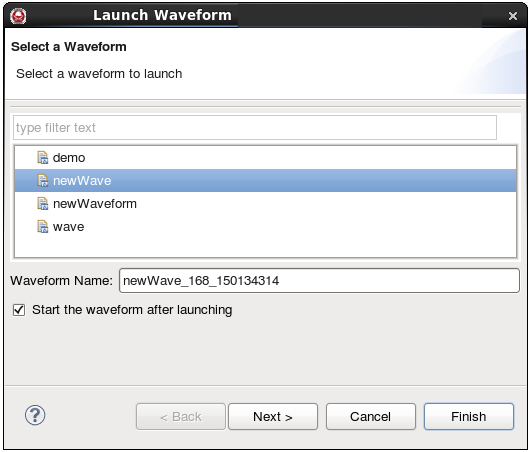 Launch Waveform
Select a Waveform
Select a waveform to launch
type filter text
demo
newWave
newWaveform
wave
Waveform Name: newWave_168_150134314
Start the waveform after launching
? < Back Next > Cancel Finish